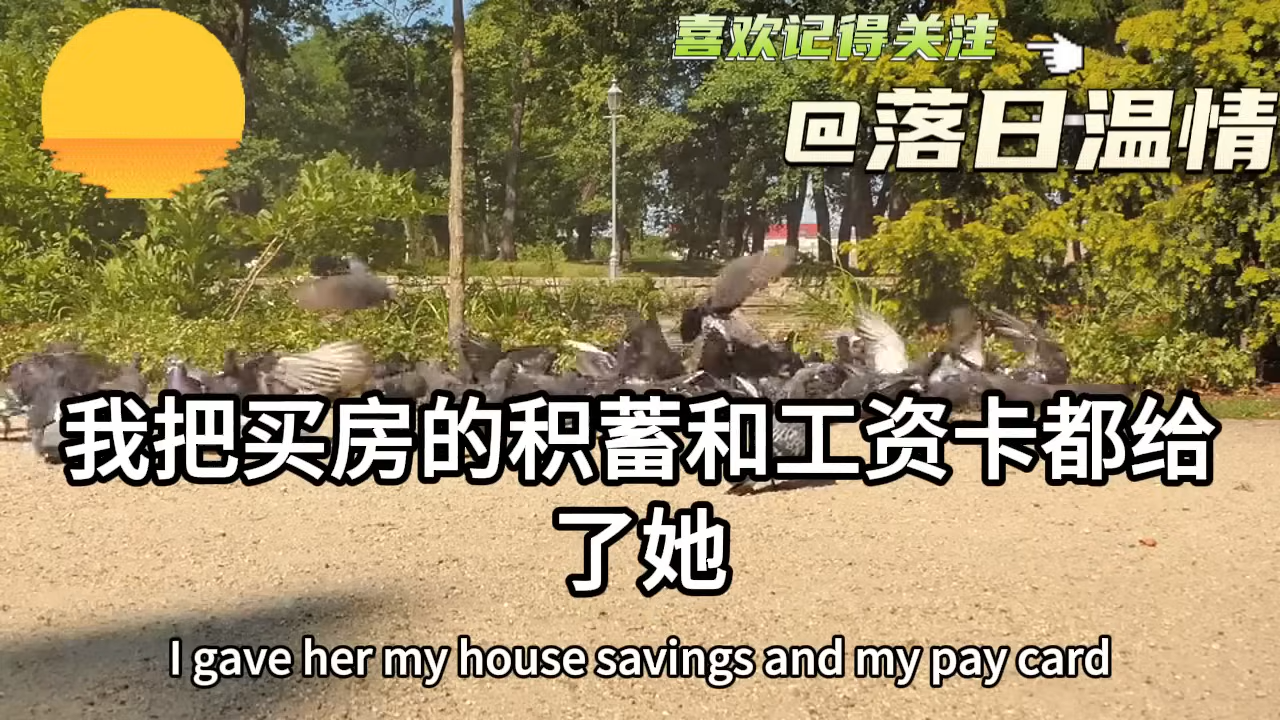 喜欢记得关注
@落日温情
我把买房的积蓄和工资卡都给
了她
I gave her my house savings and my pay card